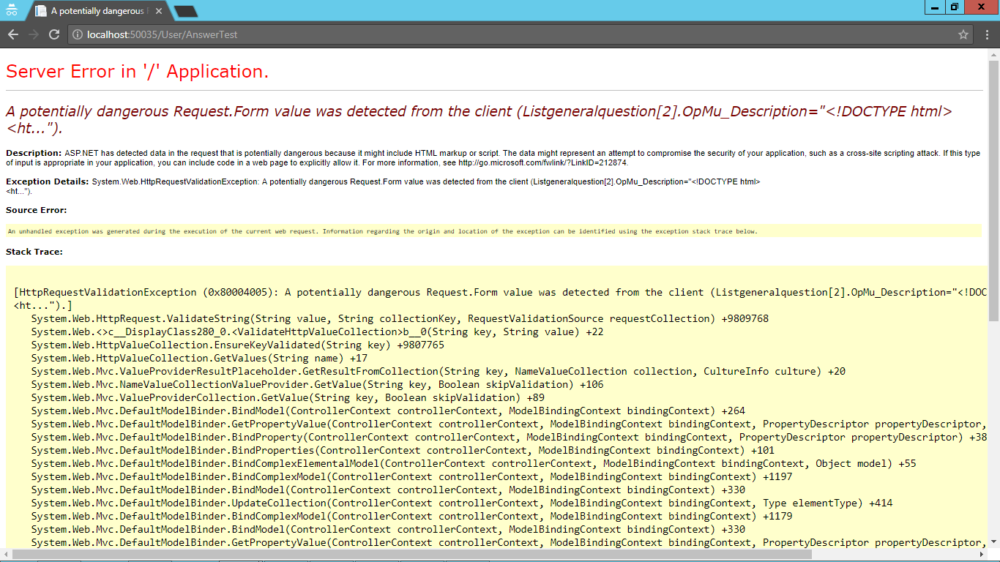 A potentially dangerous R
localhost:50035/User/AnswerTest
Server Error in '/' Application.
A potentially dangerous Request.Form value was detected from the client (Listgeneralquestion[2].OpMu_Description="<!DOCTYPE html>
<ht...").
Description: ASP.NET has detected data in the request that is potentially dangerous because it might include HTML markup or script. The data might represent an attempt to compromise the security of your application, such as a cross-site scripting attack. If this type
of input is appropriate in your application, you can include code in a web page to explicitly allow it. For more information, see http://go.microsoft.com/fwlink/?LinkID=212874.
Exception Details: System.Web.HttpRequestValidationException: A potentially dangerous Request.Form value was detected from the client (Listgeneralquestion[2].OpMu_Description="<!DOCTYPE html>
<ht...").
Source Error:
An unhandled exception was generated during the execution of the current web request. Information regarding the origin and location of the exception can be identified using the exception stack trace below.
Stack Trace:
[HttpRequestValidationException (0x80004005): A potentially dangerous Request.Form value was detected from the client (Listgeneralquestion[2].OpMu_Description="<!DOC
<ht...").]
System.Web.HttpRequest.ValidateString(String value, String collectionKey, RequestValidationSource requestCollection) +9809768
System.Web.<>c__DisplayClass280_0.<ValidateHttpValueCollection>b__0(String key, String value) +22
System.Web.HttpValueCollection.EnsureKeyValidated(String key) +9807765
System.Web.HttpValueCollection.GetValues(String name) +17
System.Web.Mvc.ValueProviderResultPlaceholder.GetResultFromCollection(String key, NameValueCollection collection, CultureInfo culture) +20
System.Web.Mvc.NameValueCollectionValueProvider.GetValue(String key, Boolean skipValidation) +106
System.Web.Mvc.ValueProviderCollection.GetValue(String key, Boolean skipValidation) +89
System.Web.Mvc.DefaultModelBinder.BindModel(ControllerContext controllerContext, ModelBindingContext bindingContext) +264
System.Web.Mvc.DefaultModelBinder.GetPropertyValue(ControllerContext controllerContext, ModelBindingContext bindingContext, PropertyDescriptor propertyDescriptor,
System.Web.Mvc.DefaultModelBinder.BindProperty(ControllerContext controllerContext, ModelBindingContext bindingContext, PropertyDescriptor propertyDescriptor) +38
System.Web.Mvc.DefaultModelBinder.BindProperties(ControllerContext controllerContext, ModelBindingContext bindingContext) +101
System.Web.Mvc.DefaultModelBinder.BindComplexElementalModel(ControllerContext controllerContext, ModelBindingContext bindingContext, Object model) +55
System.Web.Mvc.DefaultModelBinder.BindComplexModel(ControllerContext controllerContext, ModelBindingContext bindingContext) +1197
System.Web.Mvc.DefaultModelBinder.BindModel(ControllerContext controllerContext, ModelBindingContext bindingContext) +330
System.Web.Mvc.DefaultModelBinder.UpdateCollection(ControllerContext controllerContext, ModelBindingContext bindingContext, Type elementType) +414
System.Web.Mvc.DefaultModelBinder.BindComplexModel(ControllerContext controllerContext, ModelBindingContext bindingContext) +1179
System.Web.Mvc.DefaultModelBinder.BindModel(ControllerContext controllerContext, ModelBindingContext bindingContext) +330
System.Web.Mvc.DefaultModelBinder.GetPropertyValue(ControllerContext controllerContext, ModelBindingContext bindingContext, PropertyDescriptor propertyDescriptor,